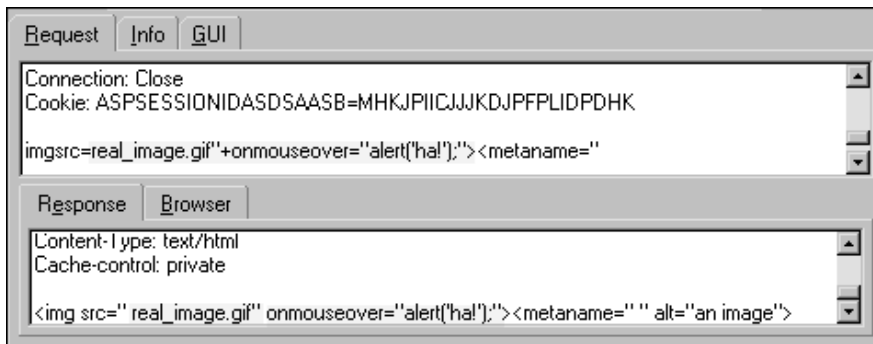 Request Info GUI
Connection: Close
Cookie: ASPSESSIONIDASDSAASB=MHKJPIICJJJKDJPFPLIDPDHK
imgsrc=real_image.gif"+onmouseover="alert('ha!');"><metaname="
Response Browser
Content-Type: text/html
Cache-control: private
<img src=" real_image.gif" onmouseover="alert('ha!');"><metaname=" " alt="an image">